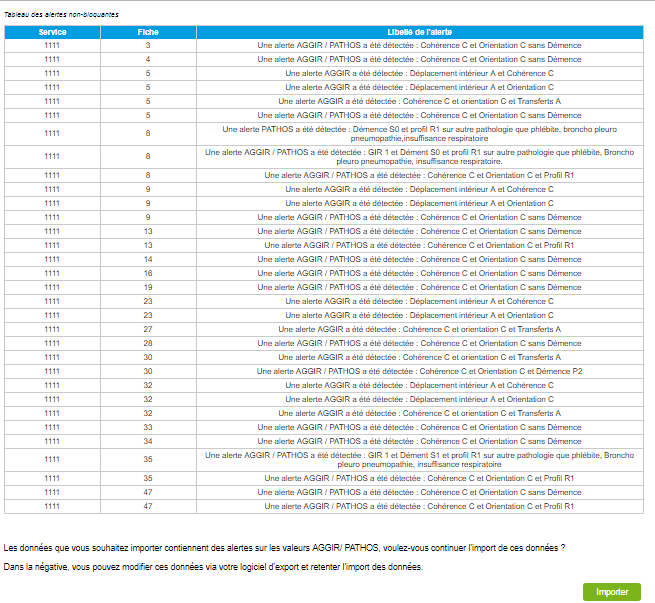 Tableau des alertes non-bloquantes
Service Fiche Libellé de l'alerte
1111 3 Une alerte AGGIR / PATHOS a été détectée : Cohérence C et Orientation C sans Démence
1111 4 Une alerte AGGIR / PATHOS a été détectée : Cohérence C et Orientation C sans Démence
1111 5 Une alerte AGGIR a été détectée : Déplacement intérieur A et Cohérence C
1111 5 Une alerte AGGIR a été détectée : Déplacement intérieur A et Orientation C
1111 5 Une alerte AGGIR a été détectée : Cohérence C et orientation C et Transferts A
1111 5 Une alerte AGGIR / PATHOS a été détectée : Cohérence C et Orientation C sans Démence
1111 8 Une alerte PATHOS a été détectée : Démence S0 et profil R1 sur autre pathologie que phlébite, broncho pleuro
pneumopathie,insuffisance respiratoire
1111 8 Une alerte AGGIR / PATHOS a été détectée : GIR 1 et Dément S0 et profil R1 sur autre pathologie que phlébite, Broncho
pleuro pneumopathie, insuffisance respiratoire.
1111 8 Une alerte AGGIR / PATHOS a été détectée : Cohérence C et Orientation C et Profil R1
1111 9 Une alerte AGGIR a été détectée : Déplacement intérieur A et Cohérence C
1111 9 Une alerte AGGIR a été détectée : Déplacement intérieur A et Orientation C
1111 9 Une alerte AGGIR / PATHOS a été détectée : Cohérence C et Orientation C sans Démence
1111 13 Une alerte AGGIR / PATHOS a été détectée : Cohérence C et Orientation C sans Démence
1111 13 Une alerte AGGIR / PATHOS a été détectée : Cohérence C et Orientation C et Profil R1
1111 14 Une alerte AGGIR / PATHOS a été détectée : Cohérence C et Orientation C sans Démence
1111 16 Une alerte AGGIR / PATHOS a été détectée : Cohérence C et Orientation C sans Démence
1111 19 Une alerte AGGIR / PATHOS a été détectée : Cohérence C et Orientation C sans Démence
1111 23 Une alerte AGGIR a été détectée : Déplacement intérieur A et Cohérence C
1111 23 Une alerte AGGIR a été détectée : Déplacement intérieur A et Orientation C
1111 27 Une alerte AGGIR a été détectée : Cohérence C et orientation C et Transferts A
1111 28 Une alerte AGGIR / PATHOS a été détectée : Cohérence C et Orientation C sans Démence
1111 30 Une alerte AGGIR a été détectée : Cohérence C et orientation C et Transferts A
1111 30 Une alerte AGGIR / PATHOS a été détectée : Cohérence C et Orientation C et Démence P2
1111 32 Une alerte AGGIR a été détectée : Déplacement intérieur A et Cohérence C
1111 32 Une alerte AGGIR a été détectée : Déplacement intérieur A et Orientation C
1111 32 Une alerte AGGIR a été détectée : Cohérence C et orientation C et Transferts A
1111 33 Une alerte AGGIR / PATHOS a été détectée : Cohérence C et Orientation C sans Démence
1111 34 Une alerte AGGIR / PATHOS a été détectée : Cohérence C et Orientation C sans Démence
1111 35 Une alerte AGGIR / PATHOS a été détectée : GIR 1 et Dément S1 et profil R1 sur autre pathologie que phlébite, Broncho
pleuro pneumopathie, insuffisance respiratoire
1111 35 Une alerte AGGIR / PATHOS a été détectée : Cohérence C et Orientation C et Profil R1
1111 47 Une alerte AGGIR / PATHOS a été détectée : Cohérence C et Orientation C sans Démence
1111 47 Une alerte AGGIR / PATHOS a été détectée : Cohérence C et Orientation C et Profil R1
Les données que vous souhaitez importer contiennent des alertes sur les valeurs AGGIR/ PATHOS, voulez-vous continuer l'import de ces données ?
Dans la négative, vous pouvez modifier ces données via votre logiciel d'export et retenter l'import des données.
Importer